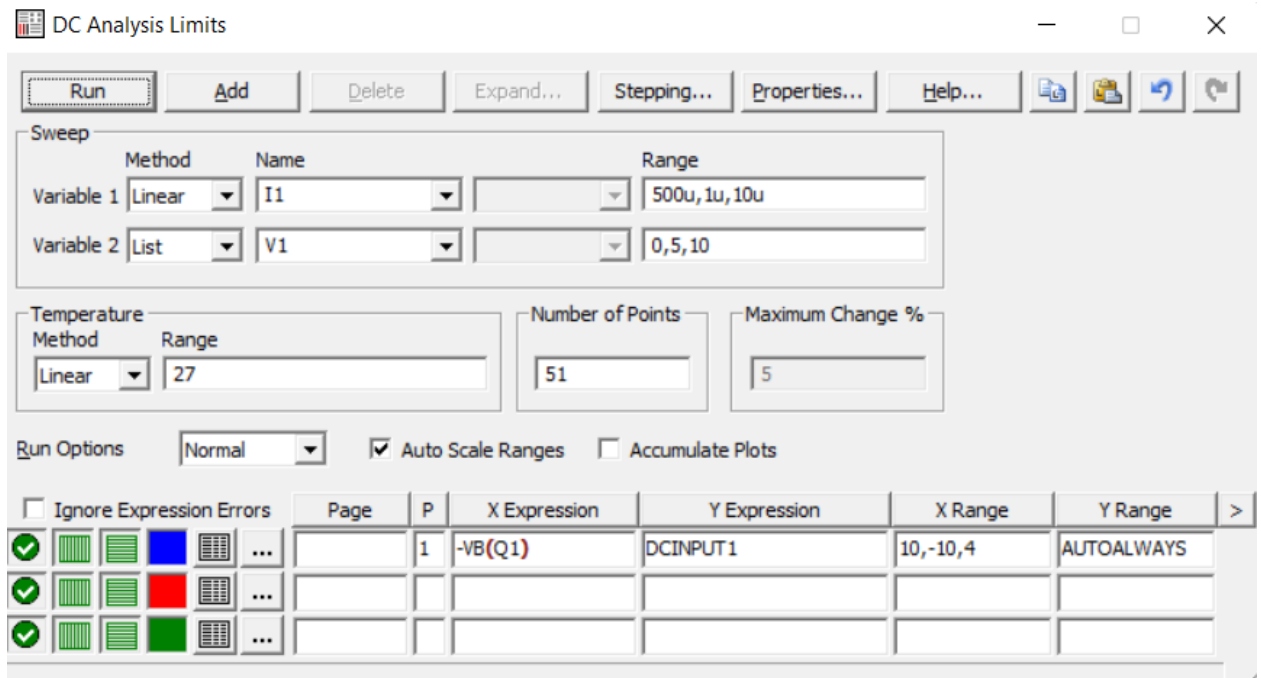 DC Analysis Limits
Run Add Delete Expand... Stepping... Properties... Help...
Sweep
Method Name Range
Variable 1 Linear I1 500u,1u,10u
Variable 2 List V1 0,5,10
Temperature Number of Points Maximum Change %
Method Range
Linear 27 51 5
Run Options Normal Auto Scale Ranges Accumulate Plots
Ignore Expression Errors Page P X Expression Y Expression X Range Y Range >
... 1 -VB(Q1) DCINPUT1 10,-10,4 AUTOALWAYS
...
...